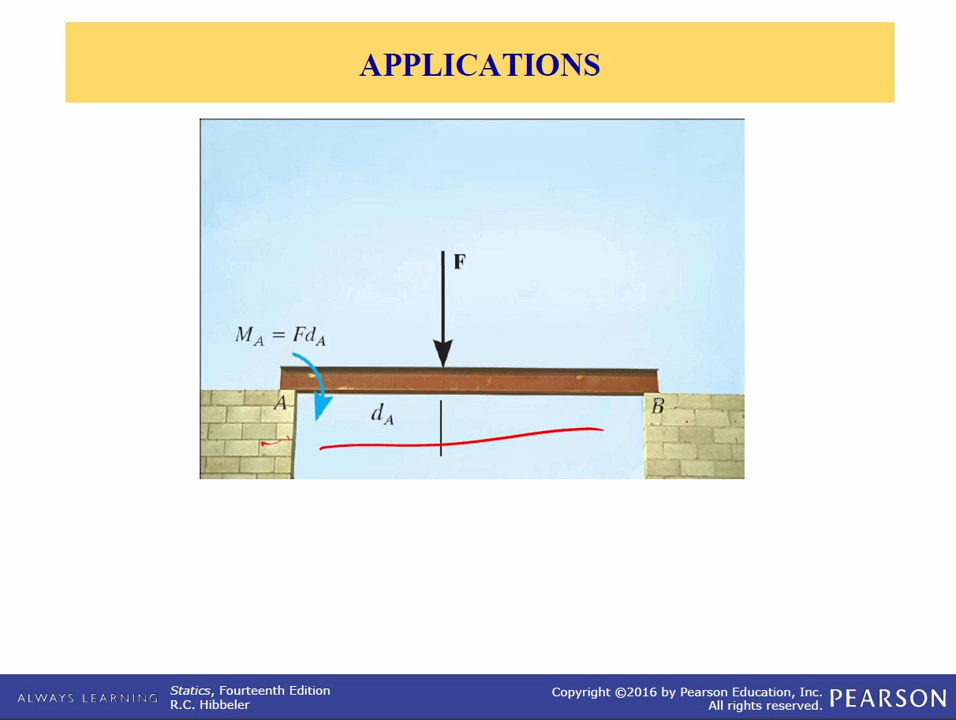 APPLICATIONS
F
M_A = Fd_A
A
d_A
B
ALWAYS LEARNING
Statics, Fourteenth Edition
R.C. Hibbeler
Copyright ©2016 by Pearson Education, Inc.
All rights reserved.
PEARSON